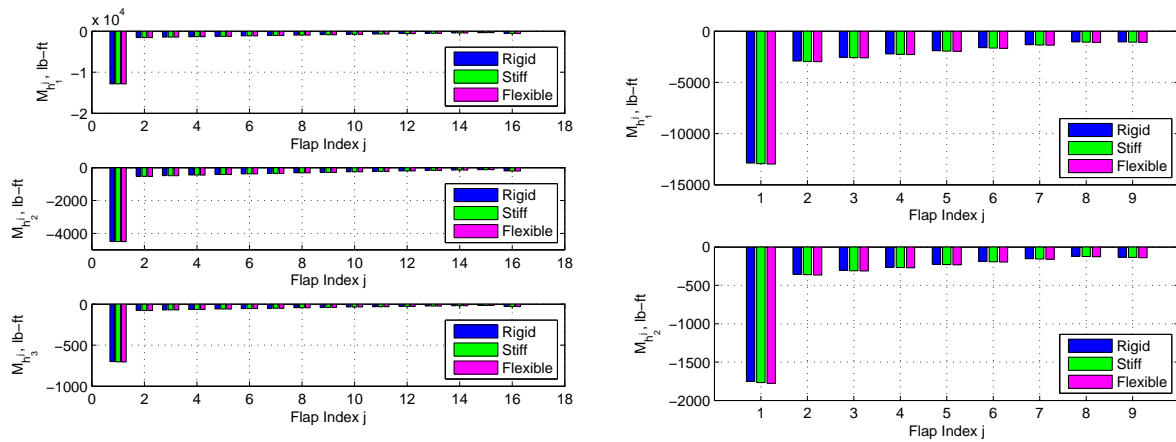 x 10^4
0
−1
−2
M_{h_1^j}, lb−ft
0 2 4 6 8 10 12 14 16 18
Flap Index j
Rigid
Stiff
Flexible
0
−2000
−4000
M_{h_2^j}, lb−ft
0 2 4 6 8 10 12 14 16 18
Flap Index j
Rigid
Stiff
Flexible
0
−500
−1000
M_{h_3^j}, lb−ft
0 2 4 6 8 10 12 14 16 18
Flap Index j
Rigid
Stiff
Flexible
0
−5000
−10000
−15000
M_{h_1^j}, lb−ft
1 2 3 4 5 6 7 8 9
Flap Index j
Rigid
Stiff
Flexible
0
−500
−1000
−1500
−2000
M_{h_2^j}, lb−ft
1 2 3 4 5 6 7 8 9
Flap Index j
Rigid
Stiff
Flexible